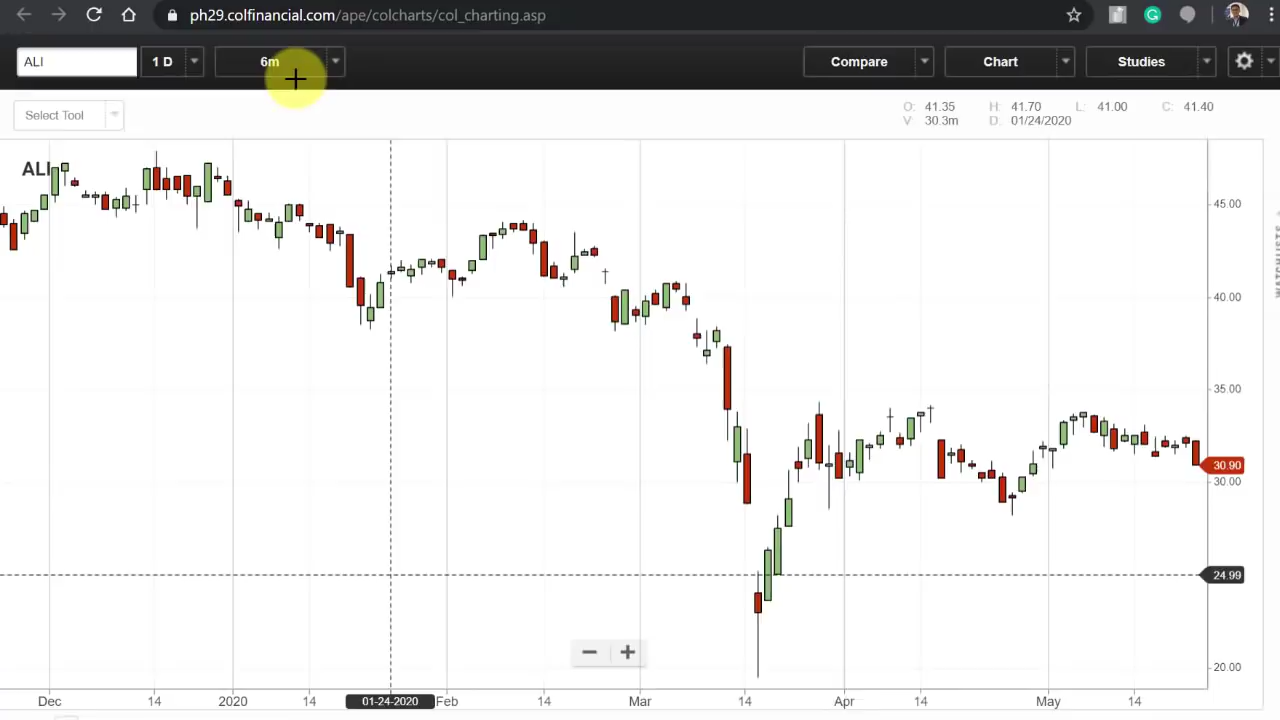 ph29.colfinancial.com/ape/colcharts/col_charting.asp
ALI 1 D 6m Compare Chart Studies
Select Tool
O: 41.35 H: 41.70 L: 41.00 C: 41.40
V: 30.3m D: 01/24/2020
ALI
45.00
40.00
35.00
30.90
30.00
24.99
20.00
Dec 14 2020 14 01-24-2020 Feb 14 Mar 14 Apr 14 May 14